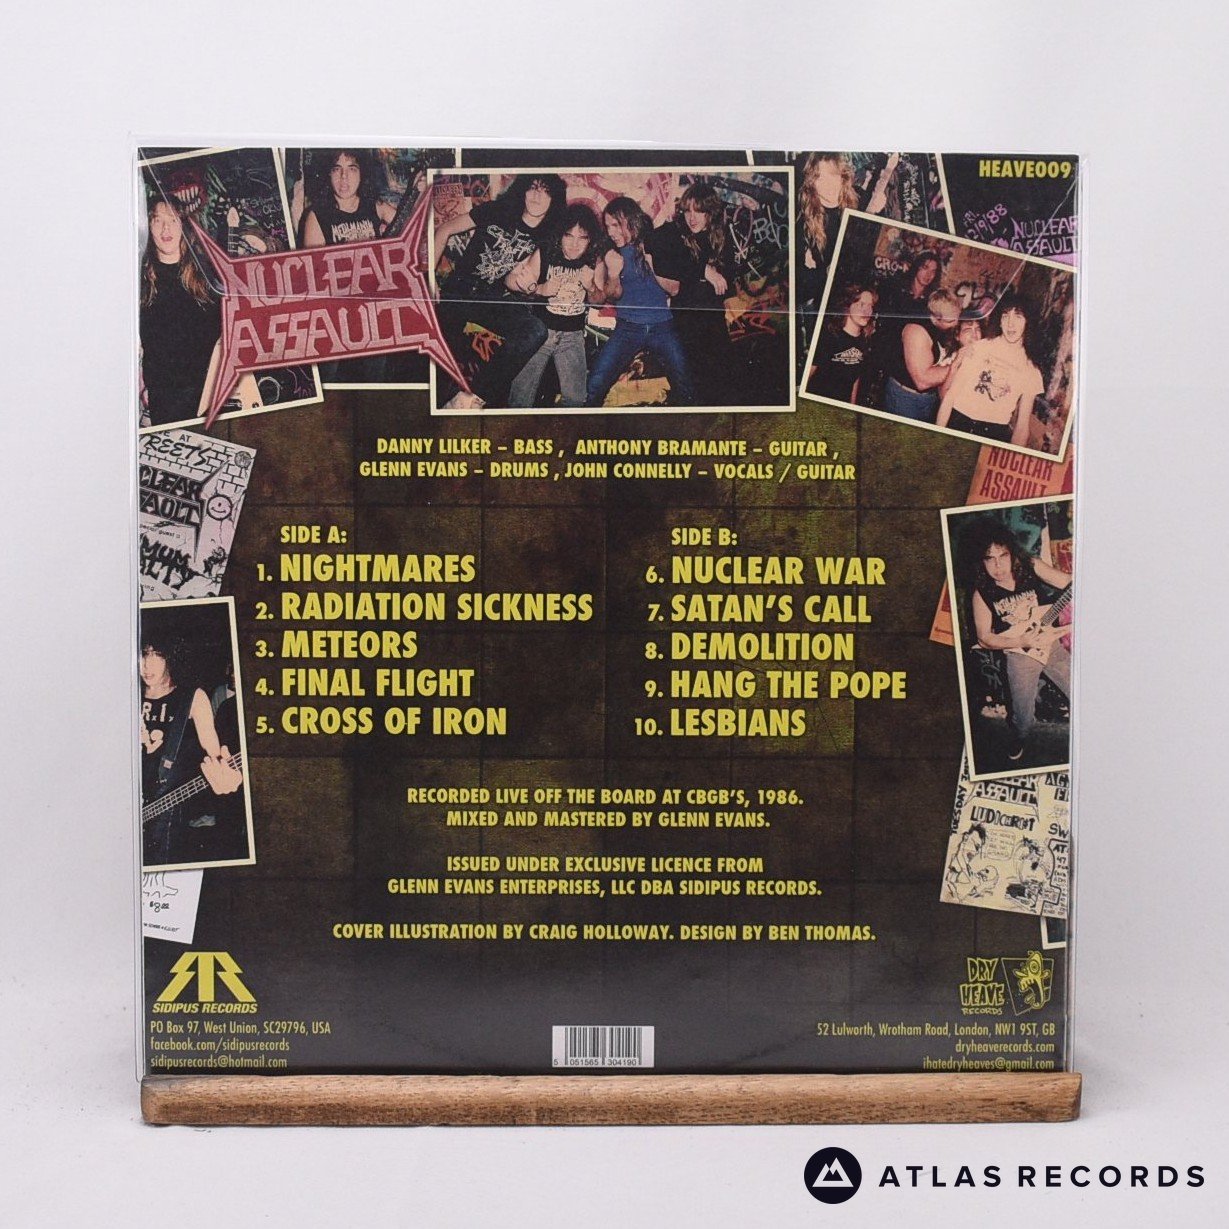 HEAVE009
NUCLEAR
ASSAULT
NUCLEAR
ASSAULT
NUCLEAR
ASSAULT
DANNY LILKER – BASS , ANTHONY BRAMANTE – GUITAR ,
GLENN EVANS – DRUMS , JOHN CONNELLY – VOCALS / GUITAR
SIDE A:
1. NIGHTMARES
2. RADIATION SICKNESS
3. METEORS
4. FINAL FLIGHT
5. CROSS OF IRON
SIDE B:
6. NUCLEAR WAR
7. SATAN'S CALL
8. DEMOLITION
9. HANG THE POPE
10. LESBIANS
RECORDED LIVE OFF THE BOARD AT CBGB'S, 1986.
MIXED AND MASTERED BY GLENN EVANS.
ISSUED UNDER EXCLUSIVE LICENCE FROM
GLENN EVANS ENTERPRISES, LLC DBA SIDIPUS RECORDS.
COVER ILLUSTRATION BY CRAIG HOLLOWAY. DESIGN BY BEN THOMAS.
SIDIPUS RECORDS
PO Box 97, West Union, SC29796, USA
facebook.com/sidipusrecords
sidipusrecords@hotmail.com
5 051565 304190
DRY
HEAVE
RECORDS
52 Lulworth, Wrotham Road, London, NW1 9ST, GB
dryheaverecords.com
ihatedryheaves@gmail.com
ATLAS RECORDS